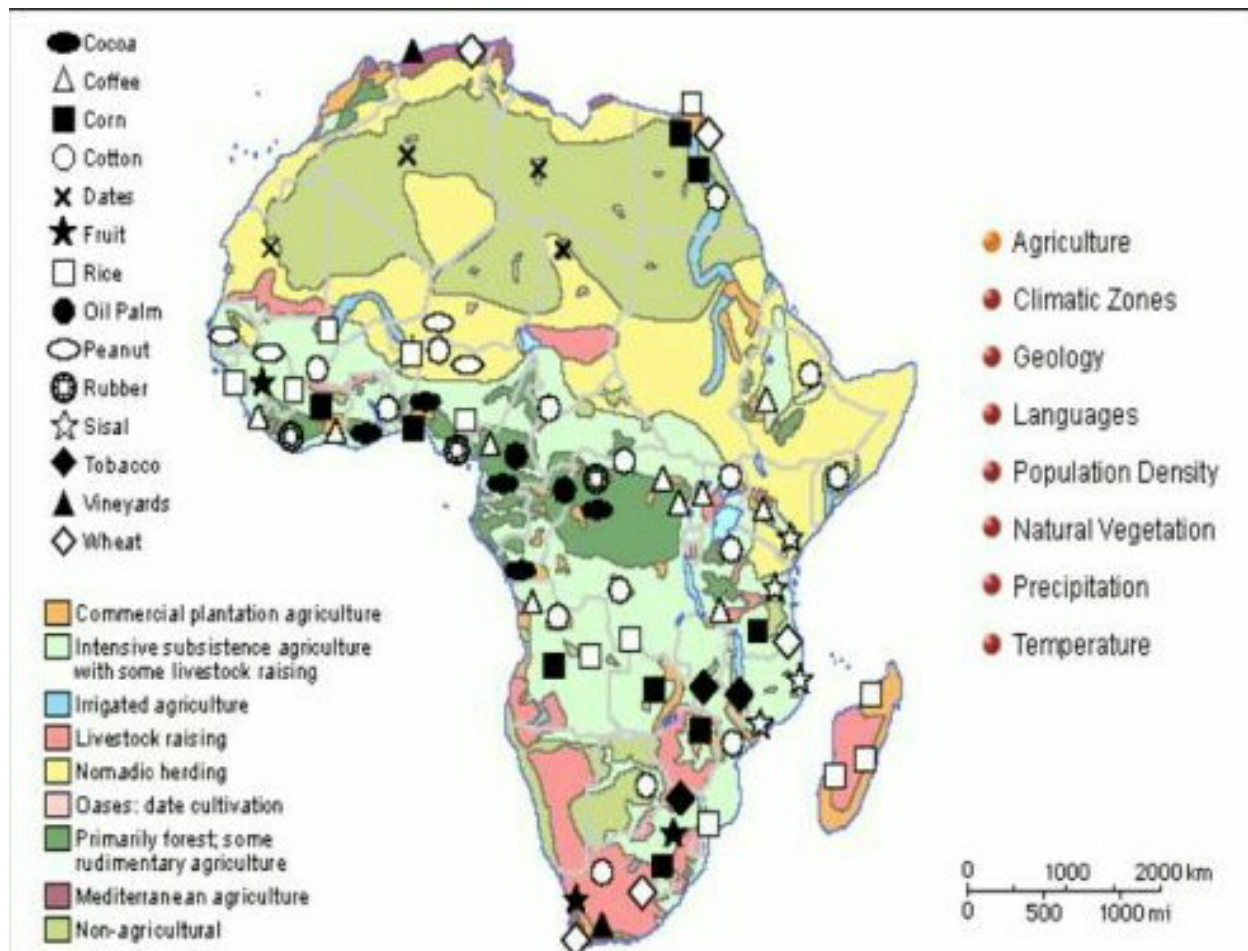 Cocoa
Coffee
Corn
Cotton
Dates
Fruit
Rice
Oil Palm
Peanut
Rubber
Sisal
Tobacco
Vineyards
Wheat
Commercial plantation agriculture
Intensive subsistence agriculture
with some livestock raising
Irrigated agriculture
Livestock raising
Nomadic herding
Oases: date cultivation
Primarily forest; some
rudimentary agriculture
Mediterranean agriculture
Non-agricultural
Agriculture
Climatic Zones
Geology
Languages
Population Density
Natural Vegetation
Precipitation
Temperature
0 1000 2000 km
0 500 1000 mi